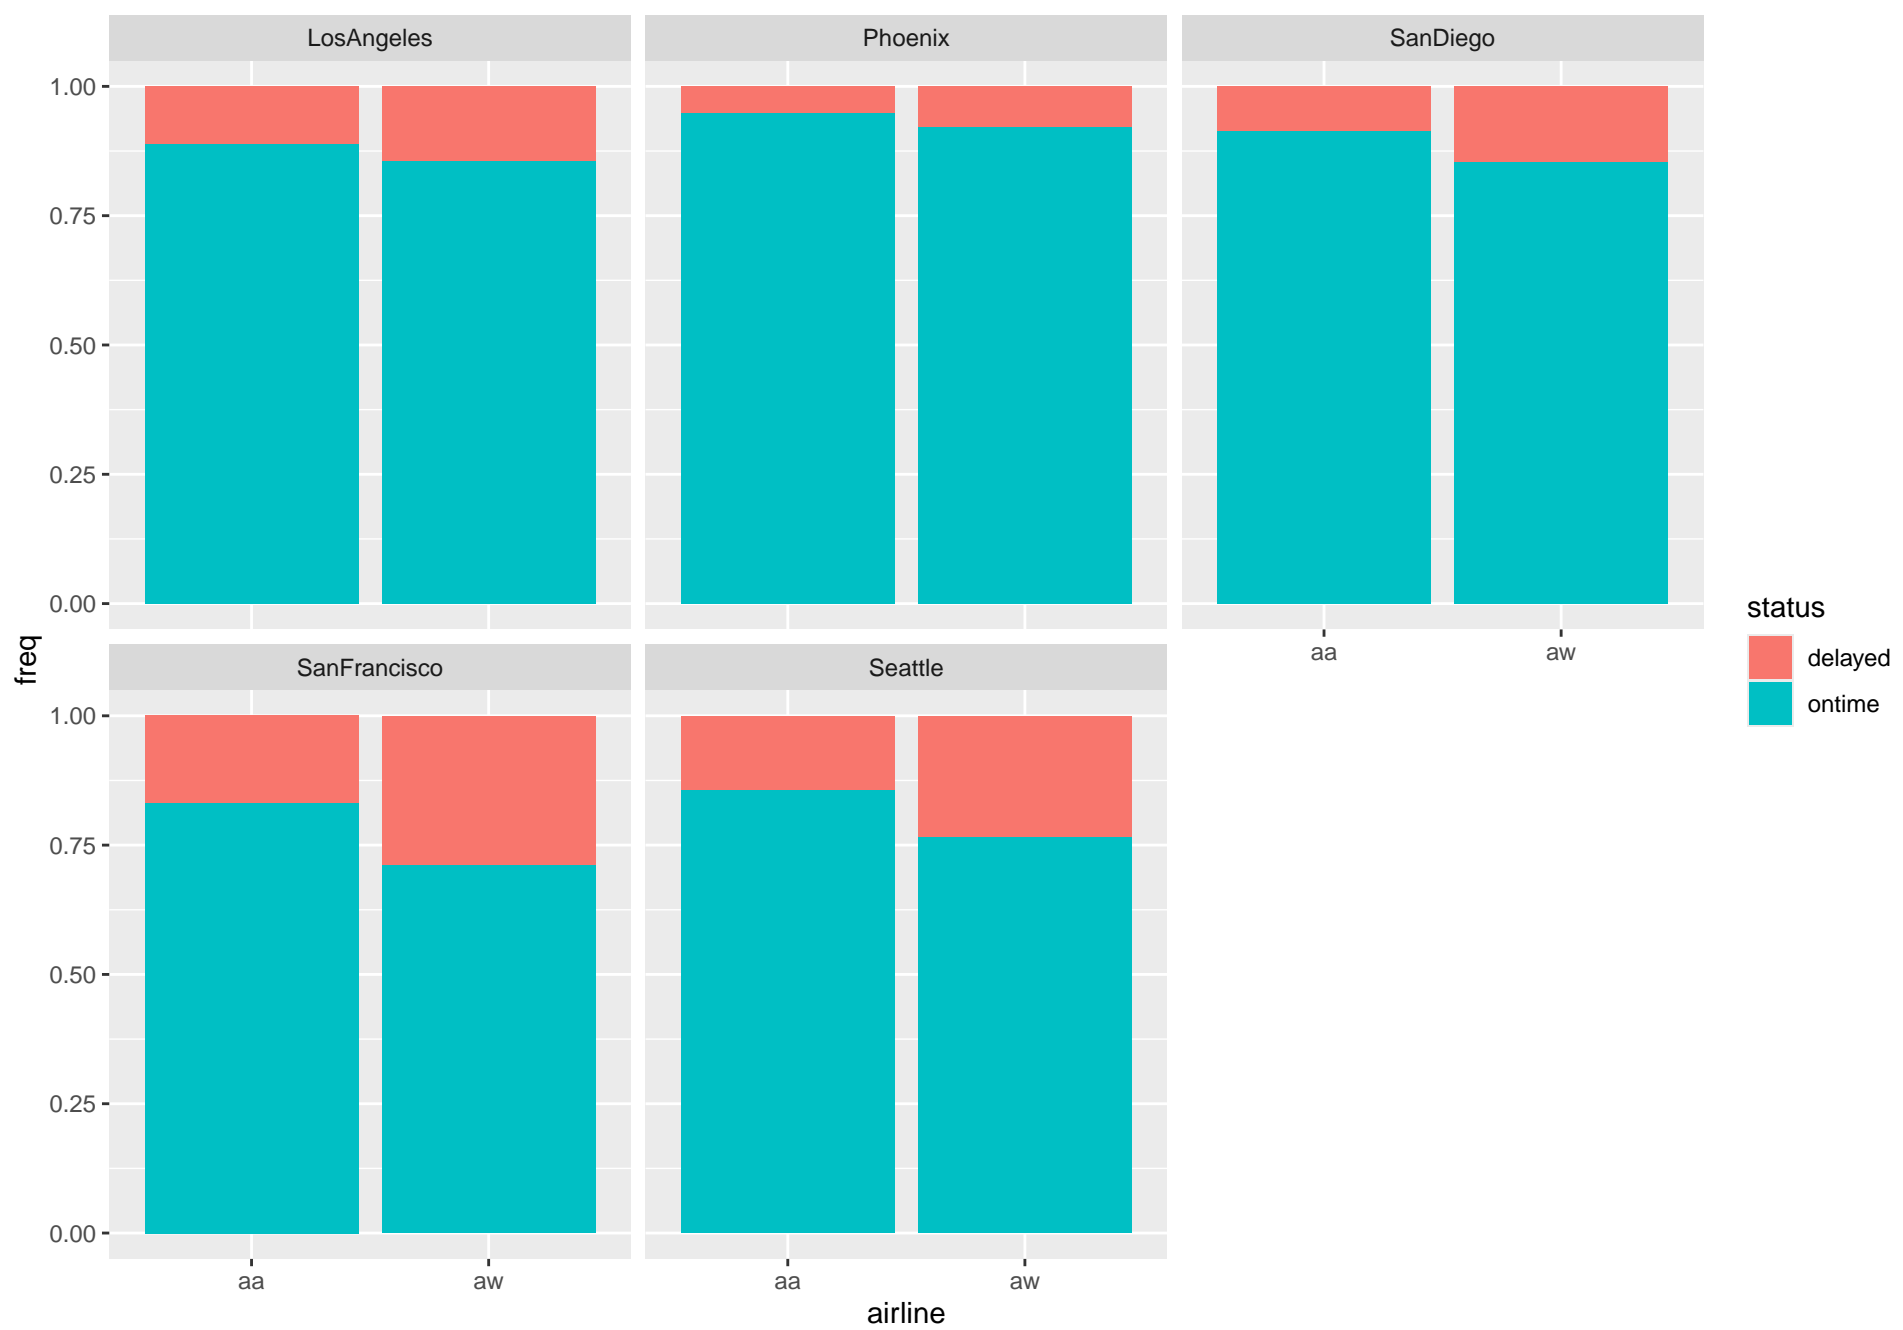 LosAngeles
Phoenix
SanDiego
1.00
0.75
0.50
0.25
0.00
aa
aw
SanFrancisco
Seattle
1.00
0.75
0.50
0.25
0.00
aa
aw
aa
aw
airline
freq
status
delayed
ontime